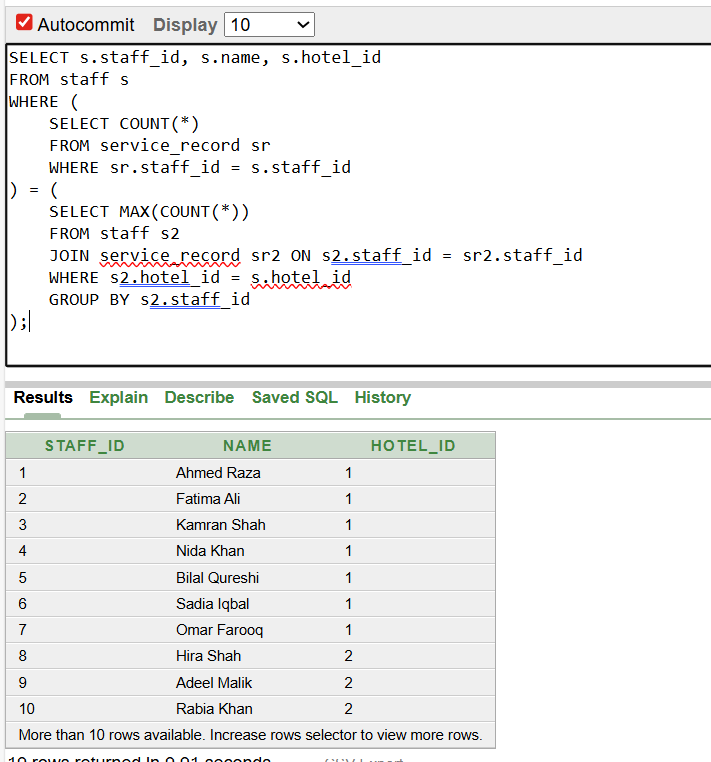 Autocommit Display 10
SELECT s.staff_id, s.name, s.hotel_id
FROM staff s
WHERE (
    SELECT COUNT(*)
    FROM service_record sr
    WHERE sr.staff_id = s.staff_id
) = (
    SELECT MAX(COUNT(*))
    FROM staff s2
    JOIN service_record sr2 ON s2.staff_id = sr2.staff_id
    WHERE s2.hotel_id = s.hotel_id
    GROUP BY s2.staff_id
);
Results Explain Describe Saved SQL History
STAFF_ID NAME HOTEL_ID
1 Ahmed Raza 1
2 Fatima Ali 1
3 Kamran Shah 1
4 Nida Khan 1
5 Bilal Qureshi 1
6 Sadia Iqbal 1
7 Omar Farooq 1
8 Hira Shah 2
9 Adeel Malik 2
10 Rabia Khan 2
More than 10 rows available. Increase rows selector to view more rows.
rows returned in seconds